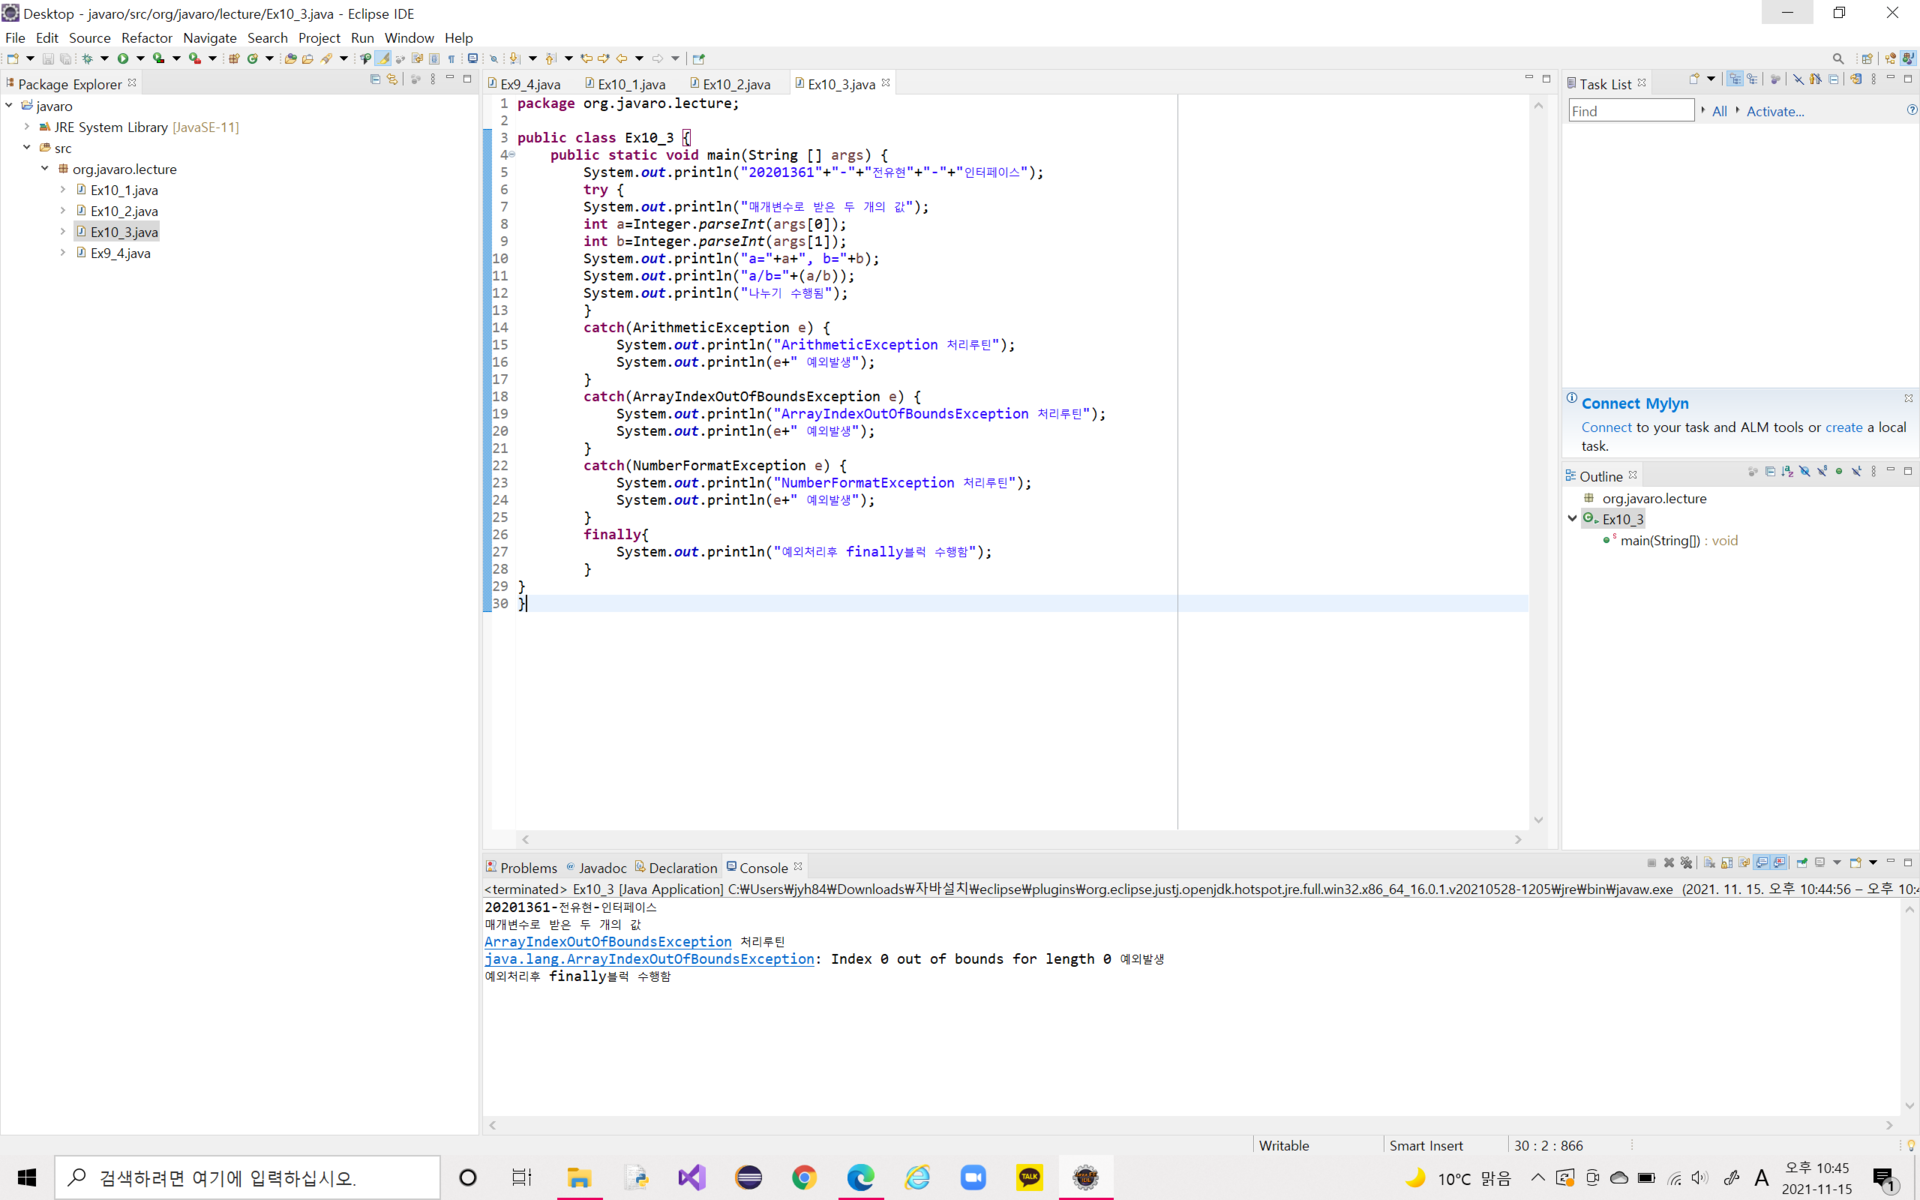 Desktop - javaro/src/org/javaro/lecture/Ex10_3.java - Eclipse IDE
File Edit Source Refactor Navigate Search Project Run Window Help
Package Explorer
javaro
JRE System Library [JavaSE-11]
src
org.javaro.lecture
Ex10_1.java
Ex10_2.java
Ex10_3.java
Ex9_4.java
Ex9_4.java Ex10_1.java Ex10_2.java Ex10_3.java
1 package org.javaro.lecture;
2
3 public class Ex10_3 {
4 public static void main(String [] args) {
5 System.out.println("20201361"+"-"+"전유현"+"-"+"인터페이스");
6 try {
7 System.out.println("매개변수로 받은 두 개의 값");
8 int a=Integer.parseInt(args[0]);
9 int b=Integer.parseInt(args[1]);
10 System.out.println("a="+a+", b="+b);
11 System.out.println("a/b="+(a/b));
12 System.out.println("나누기 수행됨");
13 }
14 catch(ArithmeticException e) {
15 System.out.println("ArithmeticException 처리루틴");
16 System.out.println(e+" 예외발생");
17 }
18 catch(ArrayIndexOutOfBoundsException e) {
19 System.out.println("ArrayIndexOutOfBoundsException 처리루틴");
20 System.out.println(e+" 예외발생");
21 }
22 catch(NumberFormatException e) {
23 System.out.println("NumberFormatException 처리루틴");
24 System.out.println(e+" 예외발생");
25 }
26 finally{
27 System.out.println("예외처리후 finally블럭 수행함");
28 }
29 }
30 }
Task List
Find All Activate...
Connect Mylyn
Connect to your task and ALM tools or create a local
task.
Outline
org.javaro.lecture
Ex10_3
main(String[]) : void
Problems Javadoc Declaration Console
<terminated> Ex10_3 [Java Application] C:₩Users₩jyh84₩Downloads₩자바설치₩eclipse₩plugins₩org.eclipse.justj.openjdk.hotspot.jre.full.win32.x86_64_16.0.1.v20210528-1205₩jre₩bin₩javaw.exe (2021. 11. 15. 오후 10:44:56 – 오후 10:4
20201361-전유현-인터페이스
매개변수로 받은 두 개의 값
ArrayIndexOutOfBoundsException 처리루틴
java.lang.ArrayIndexOutOfBoundsException: Index 0 out of bounds for length 0 예외발생
예외처리후 finally블럭 수행함
Writable Smart Insert 30 : 2 : 866
검색하려면 여기에 입력하십시오.
TALK
10℃ 맑음
A
오후 10:45
2021-11-15
1